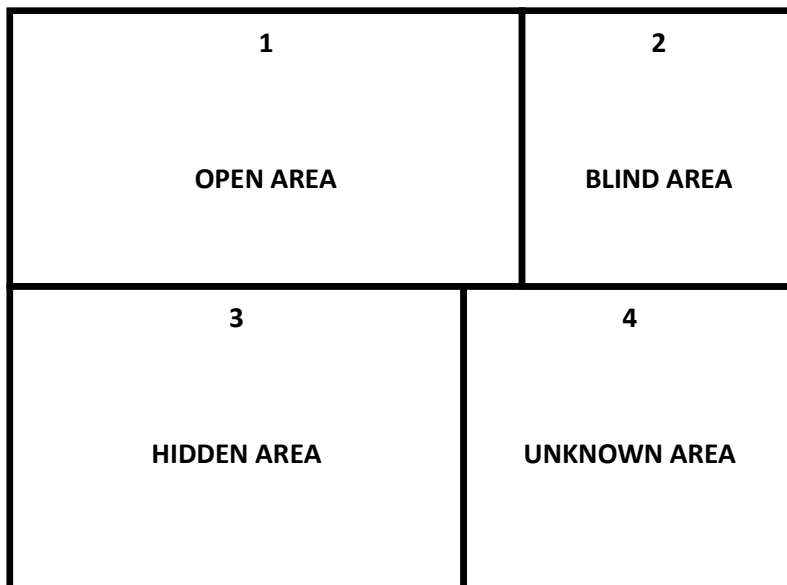 1
2
OPEN AREA
BLIND AREA
3
4
HIDDEN AREA
UNKNOWN AREA